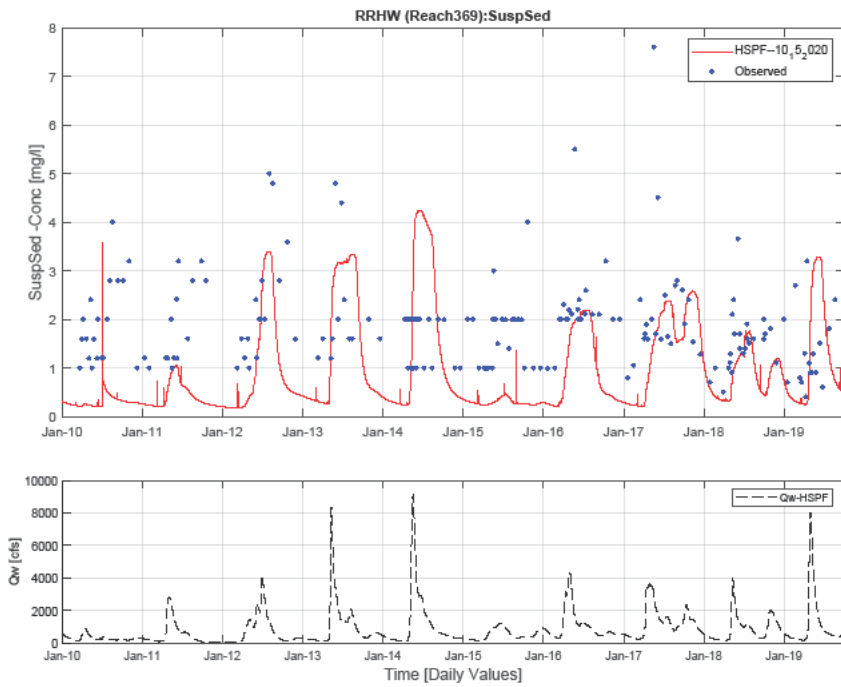 RRHW (Reach369):SuspSed
HSPF--10₁5₂020
Observed
SuspSed -Conc [mg/l]
8
7
6
5
4
3
2
1
0
Jan-10 Jan-11 Jan-12 Jan-13 Jan-14 Jan-15 Jan-16 Jan-17 Jan-18 Jan-19
Qw-HSPF
Qw [cfs]
10000
8000
6000
4000
2000
0
Jan-10 Jan-11 Jan-12 Jan-13 Jan-14 Jan-15 Jan-16 Jan-17 Jan-18 Jan-19
Time [Daily Values]